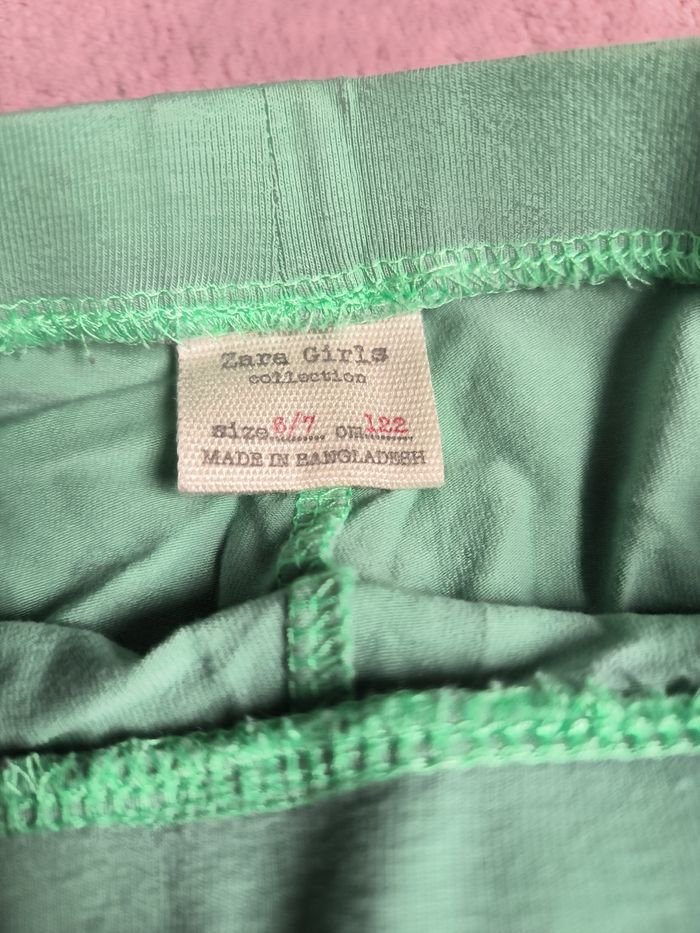 Zara Girls
collection
size 6/7 cm 122
MADE IN BANGLADESH